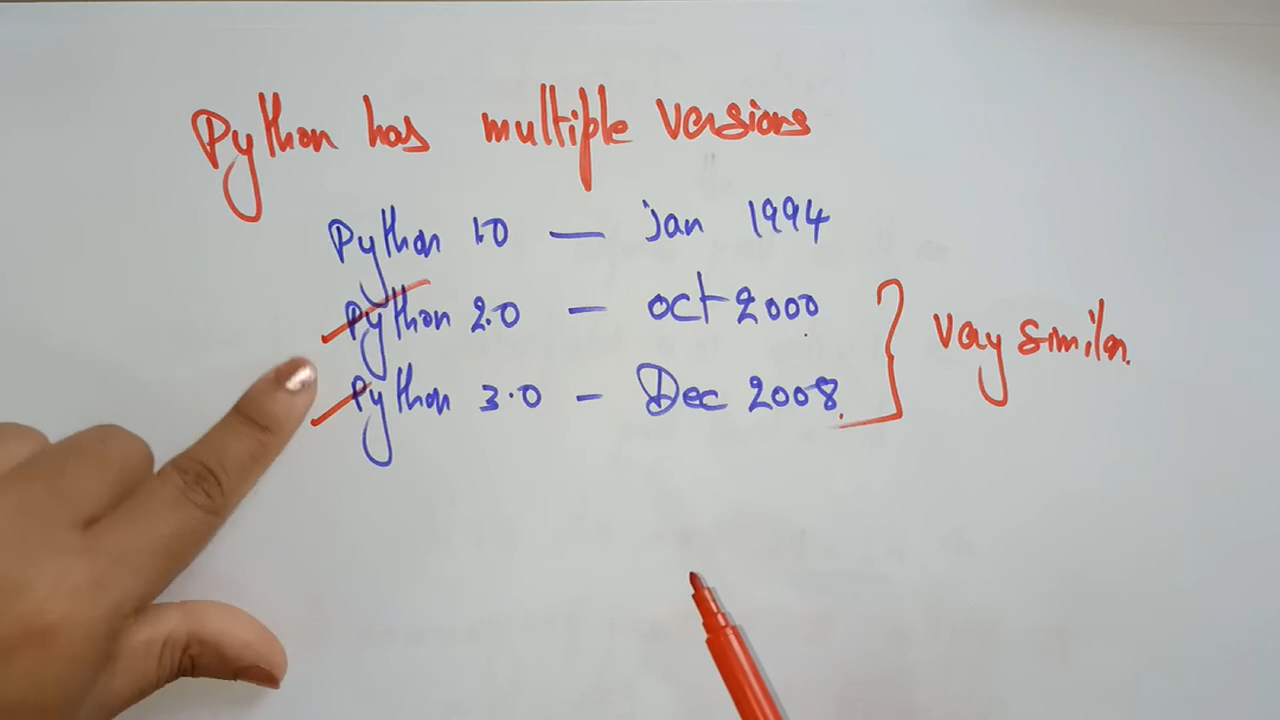 Python has multiple versions
Python 1.0 — jan 1994
Python 2.0 — oct 2000
Python 3.0 — Dec 2008.
very similar.